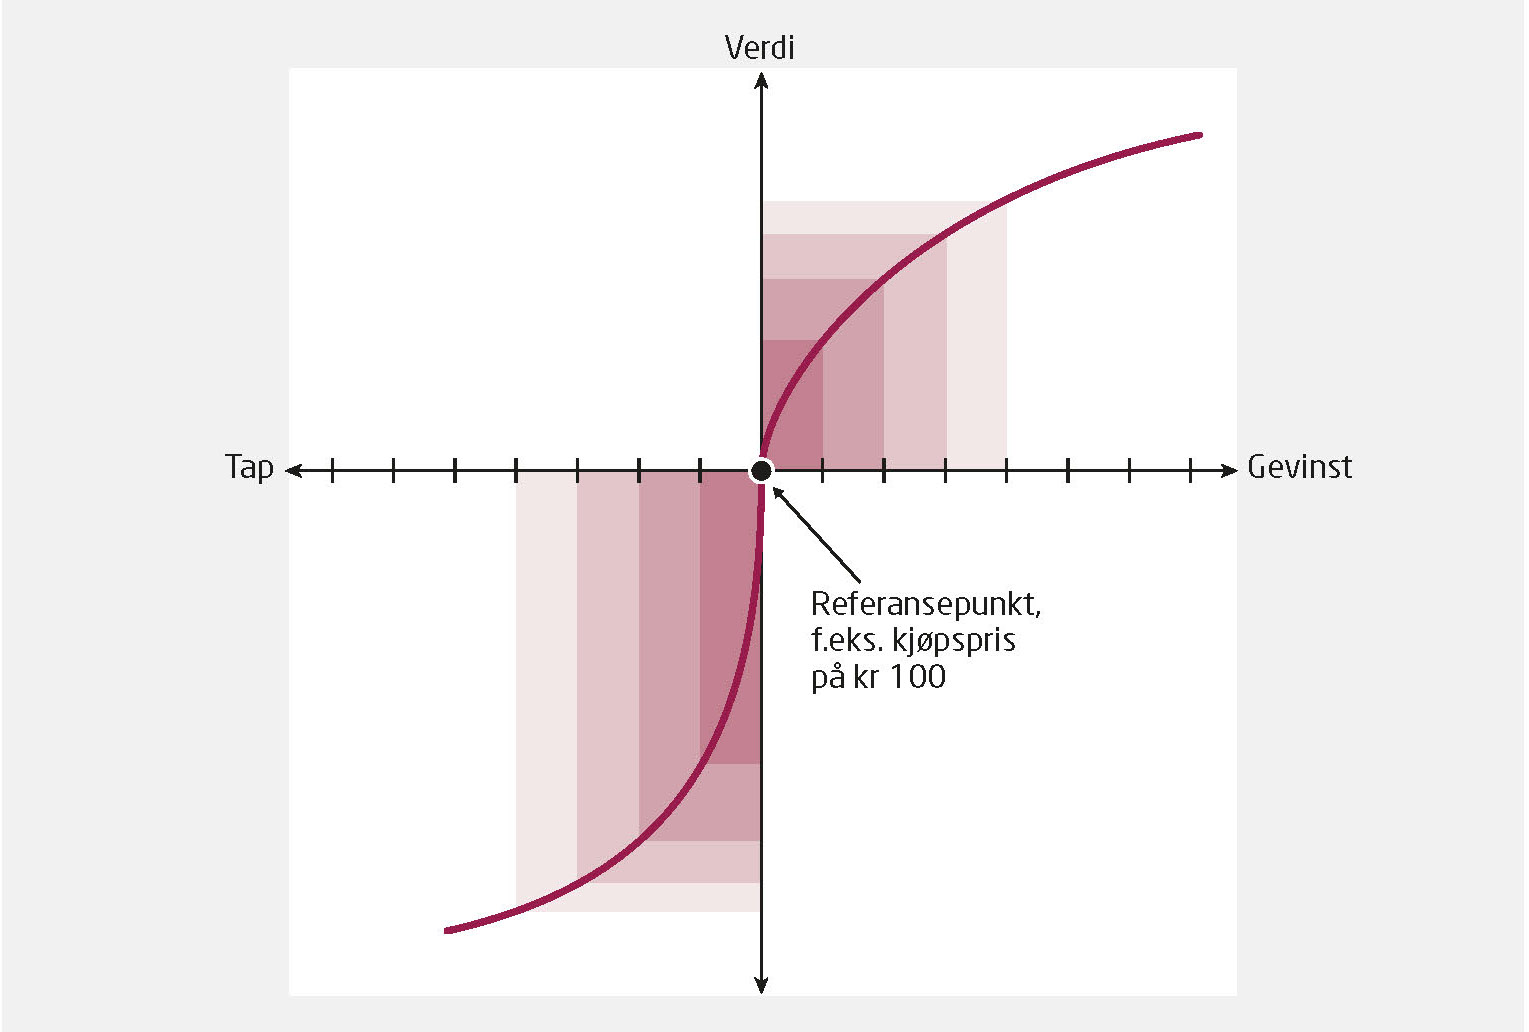 Verdi
Tap
Gevinst
Referansepunkt,
f.eks. kjøpspris
på kr 100